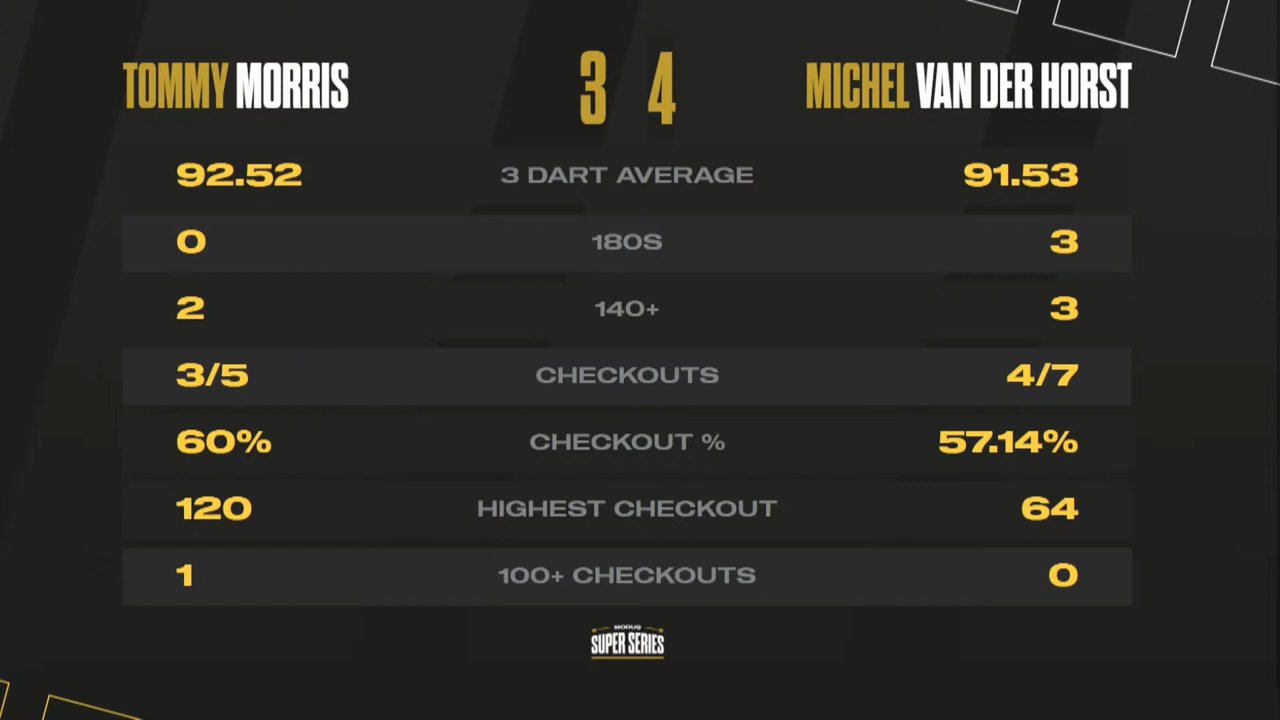 TOMMY MORRIS 3 4 MICHEL VAN DER HORST
92.52 3 DART AVERAGE 91.53
0 180S 3
2 140+ 3
3/5 CHECKOUTS 4/7
60% CHECKOUT % 57.14%
120 HIGHEST CHECKOUT 64
1 100+ CHECKOUTS 0
MODUS
SUPER SERIES